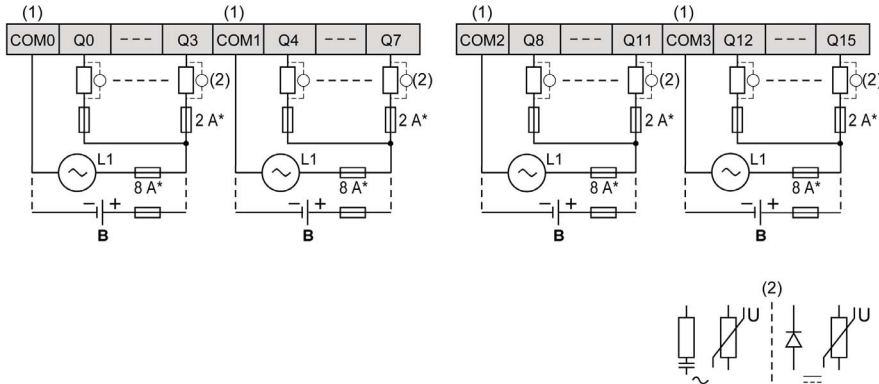 (1) (1) (1) (1)
COM0 Q0 --- Q3 COM1 Q4 --- Q7 COM2 Q8 --- Q11 COM3 Q12 --- Q15
(2) (2) (2) (2)
2 A* 2 A* 2 A* 2 A*
L1 L1 L1 L1
8 A* 8 A* 8 A* 8 A*
− + − + − + − +
B B B B
(2)
U U